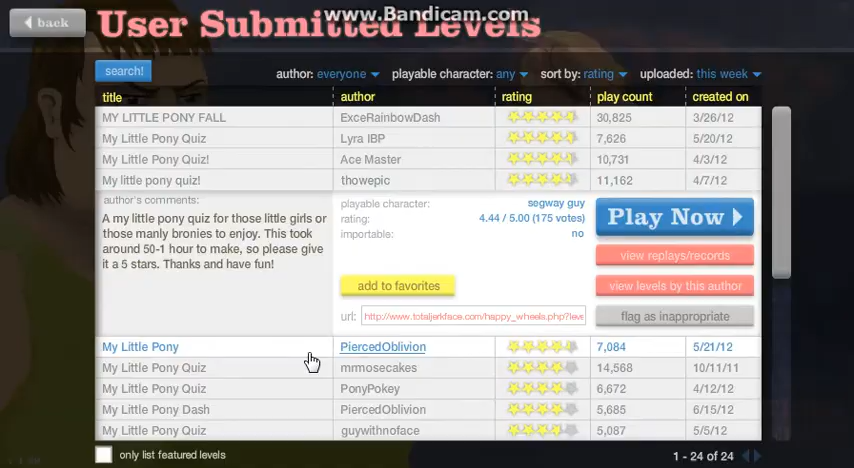 www.Bandicam.com
back
User Submitted Levels
search!
author: everyone playable character: any sort by: rating uploaded: this week
title author rating play count created on
MY LITTLE PONY FALL ExceRainbowDash 30,825 3/26/12
My Little Pony Quiz Lyra IBP 7,626 5/20/12
My Little Pony Quiz! Ace Master 10,731 4/3/12
My little pony quiz! thowepic 11,162 4/7/12
author's comments:
A my little pony quiz for those little girls or
those manly bronies to enjoy. This took
around 50-1 hour to make, so please give
it a 5 stars. Thanks and have fun!
playable character: segway guy
rating: 4.44 / 5.00 (175 votes)
importable: no
add to favorites
url: http://www.totaljerkface.com/happy_wheels.php?leve
Play Now
view replays/records
view levels by this author
flag as inappropriate
My Little Pony PiercedOblivion 7,084 5/21/12
My Little Pony Quiz mrmosecakes 14,568 10/11/11
My Little Pony Quiz PonyPokey 6,672 4/12/12
My Little Pony Dash PiercedOblivion 5,685 6/15/12
My Little Pony Quiz guywithnoface 5,087 5/5/12
only list featured levels
1 - 24 of 24